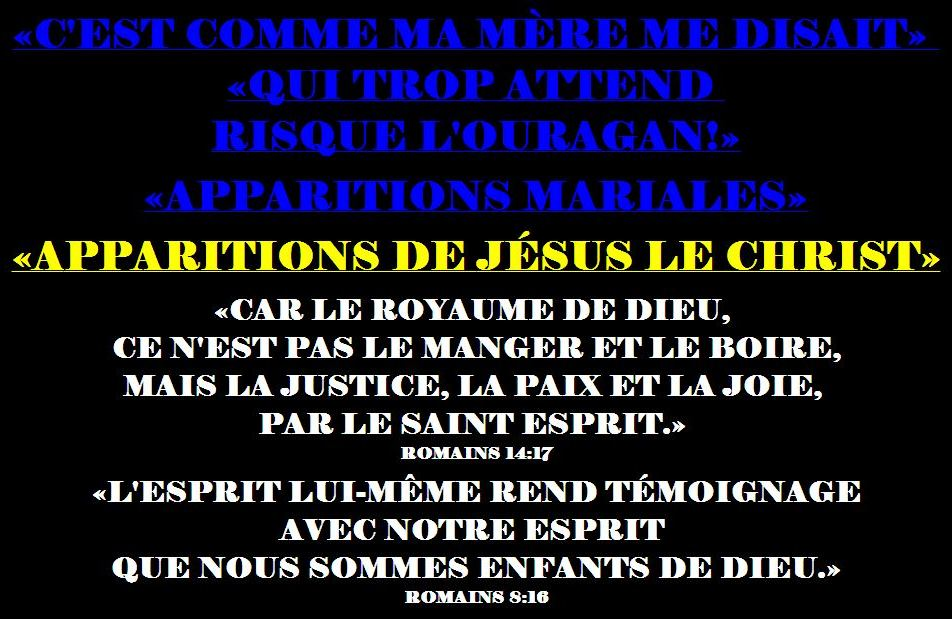 «C'EST COMME MA MÈRE ME DISAIT»
«QUI TROP ATTEND
RISQUE L'OURAGAN!»
«APPARITIONS MARIALES»
«APPARITIONS DE JÉSUS LE CHRIST»
«CAR LE ROYAUME DE DIEU,
CE N'EST PAS LE MANGER ET LE BOIRE,
MAIS LA JUSTICE, LA PAIX ET LA JOIE,
PAR LE SAINT ESPRIT.»
ROMAINS 14:17
«L'ESPRIT LUI-MÊME REND TÉMOIGNAGE
AVEC NOTRE ESPRIT
QUE NOUS SOMMES ENFANTS DE DIEU.»
ROMAINS 8:16